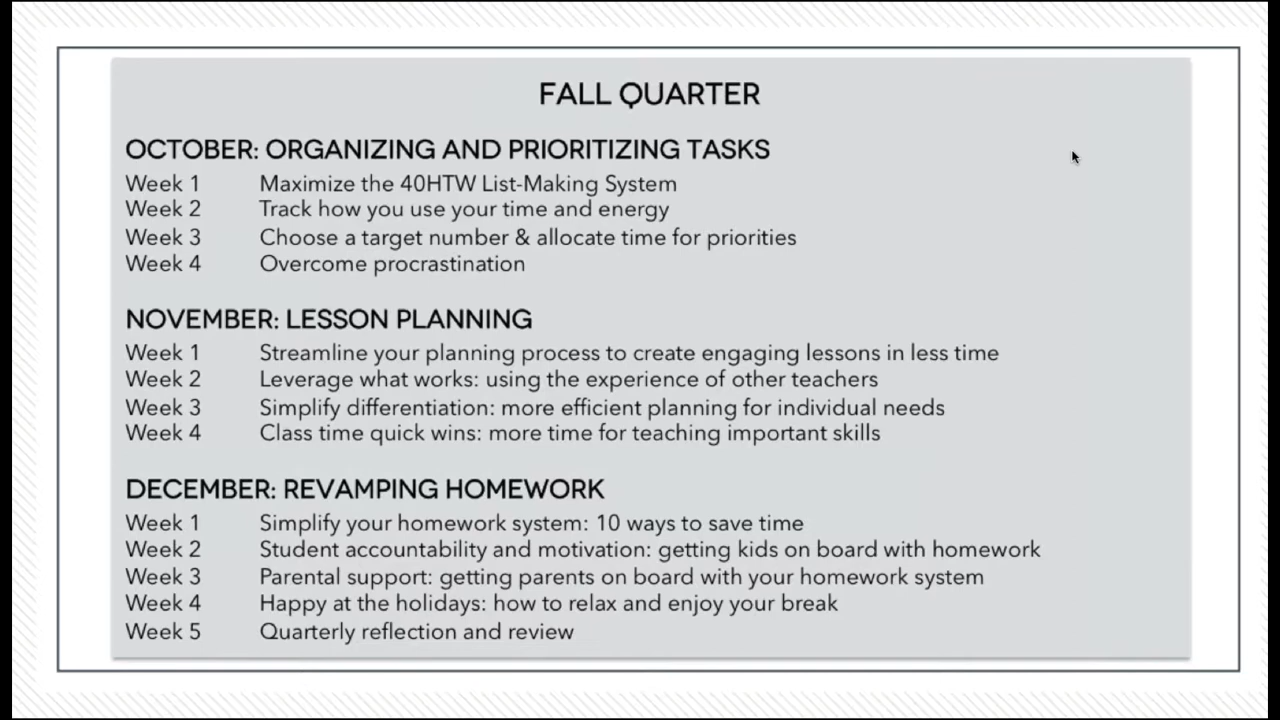 FALL QUARTER
OCTOBER: ORGANIZING AND PRIORITIZING TASKS
Week 1 Maximize the 40HTW List-Making System
Week 2 Track how you use your time and energy
Week 3 Choose a target number & allocate time for priorities
Week 4 Overcome procrastination
NOVEMBER: LESSON PLANNING
Week 1 Streamline your planning process to create engaging lessons in less time
Week 2 Leverage what works: using the experience of other teachers
Week 3 Simplify differentiation: more efficient planning for individual needs
Week 4 Class time quick wins: more time for teaching important skills
DECEMBER: REVAMPING HOMEWORK
Week 1 Simplify your homework system: 10 ways to save time
Week 2 Student accountability and motivation: getting kids on board with homework
Week 3 Parental support: getting parents on board with your homework system
Week 4 Happy at the holidays: how to relax and enjoy your break
Week 5 Quarterly reflection and review